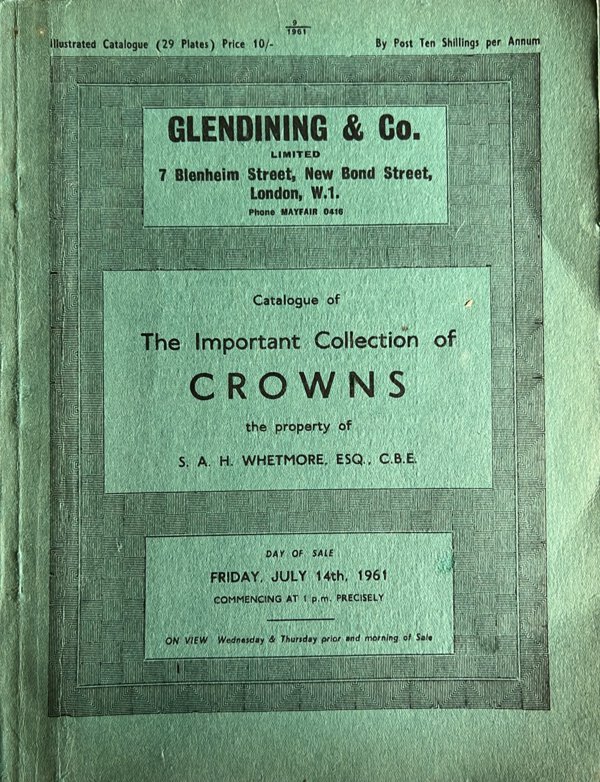 9
1961
llustrated Catalogue (29 Plates) Price 10/- By Post Ten Shillings per Annum
GLENDINING & Co.
LIMITED
7 Blenheim Street, New Bond Street,
London, W.1.
Phone MAYFAIR 0416
Catalogue of
The Important Collection of
CROWNS
the property of
S. A. H. WHETMORE, ESQ., C.B.E.
DAY OF SALE
FRIDAY, JULY 14th, 1961
COMMENCING AT 1 p.m. PRECISELY
ON VIEW Wednesday & Thursday prior and morning of Sale